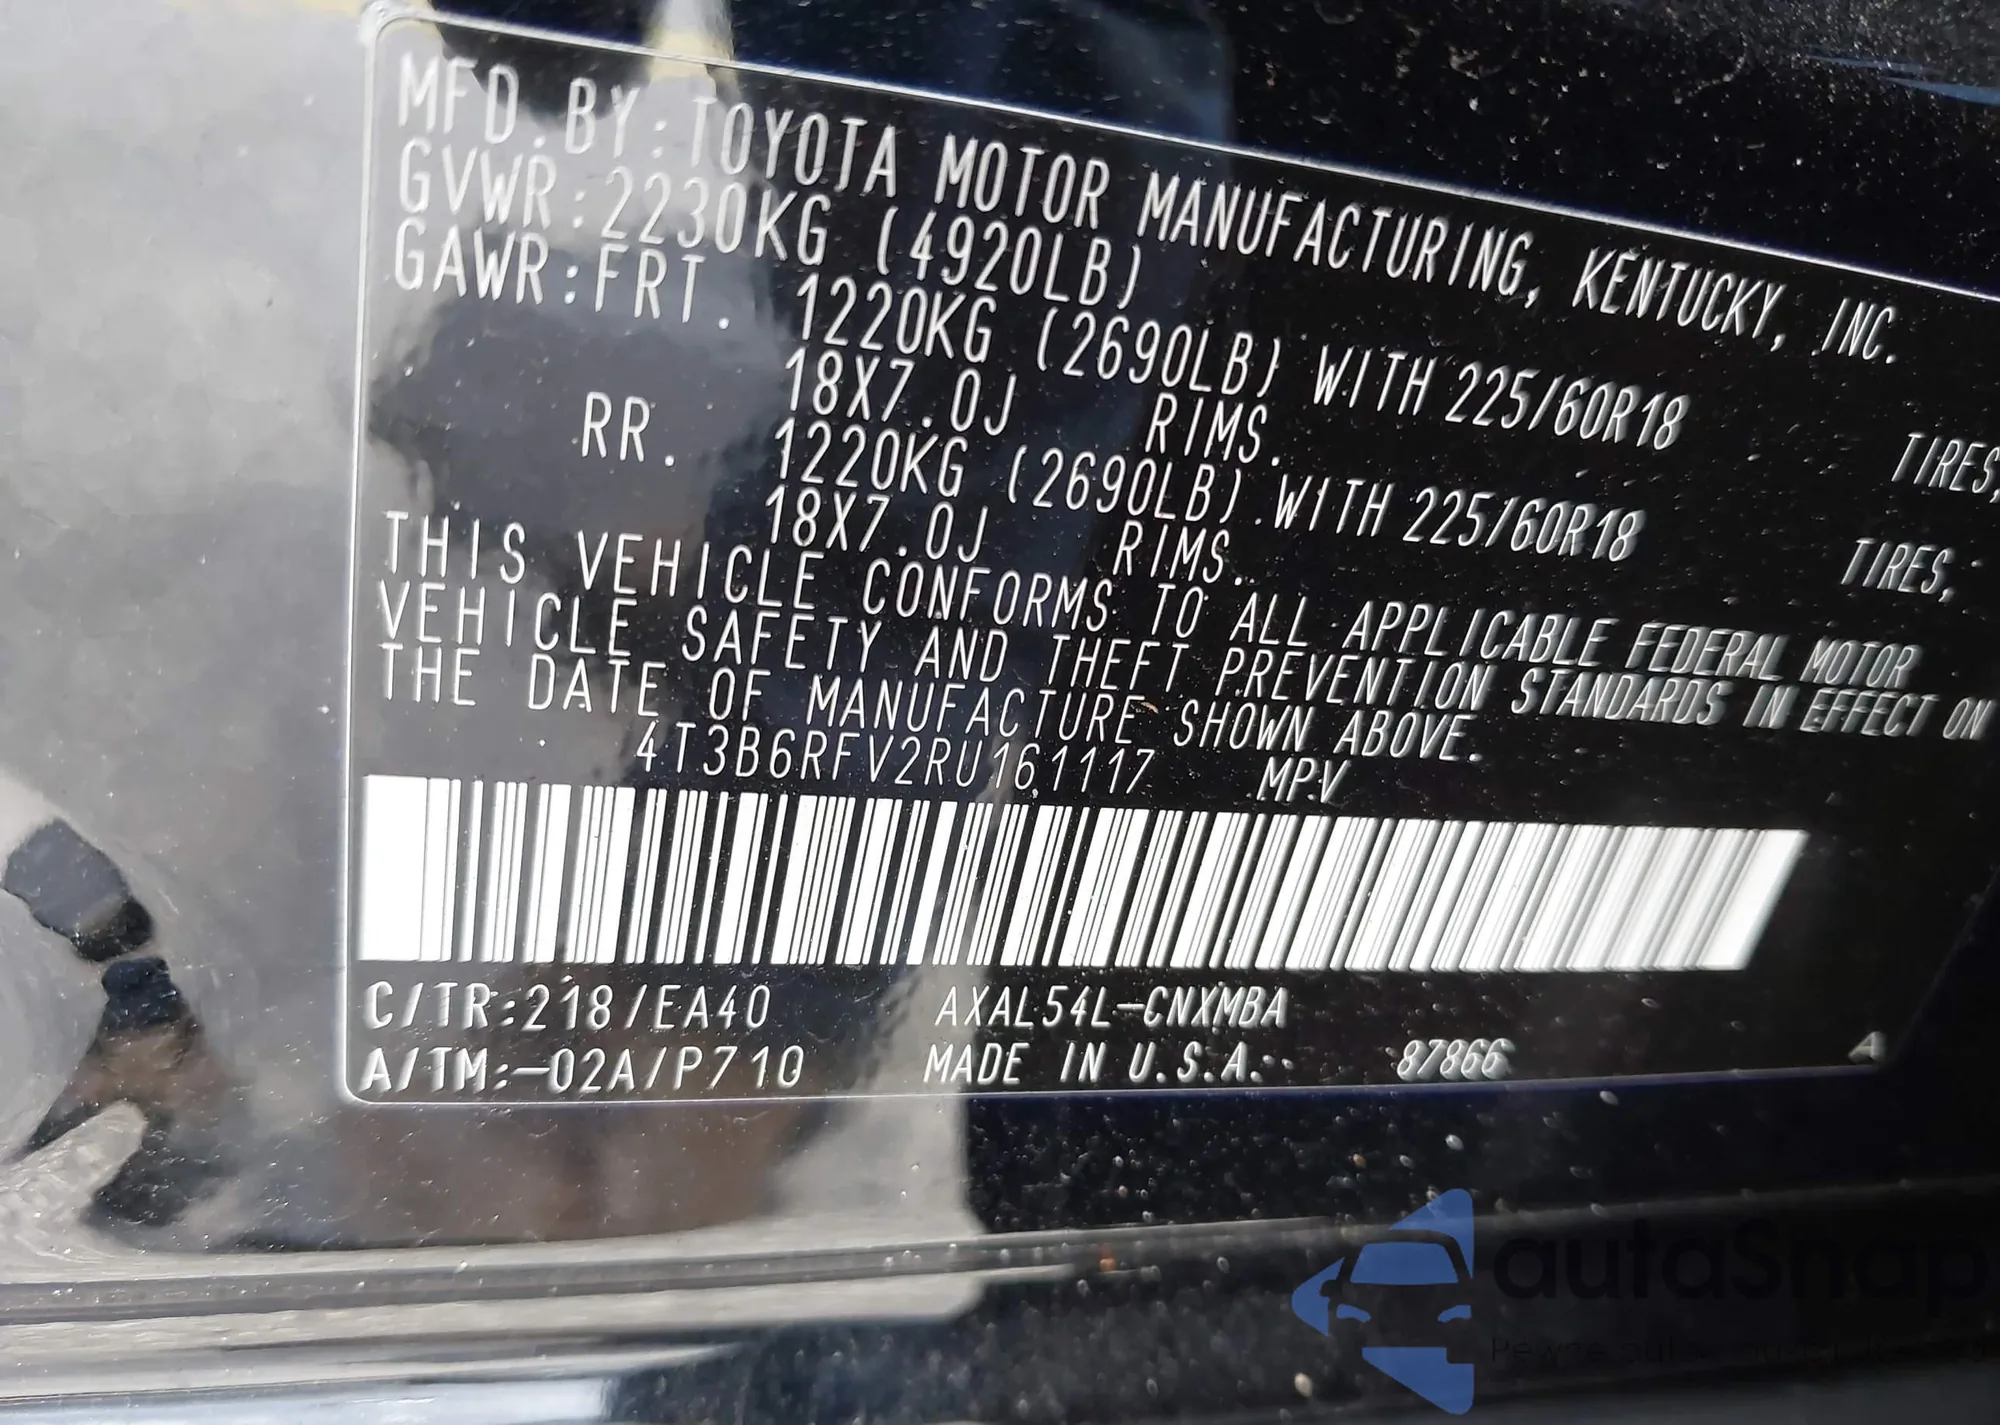 MFD.BY:TOYOTA MOTOR MANUFACTURING, KENTUCKY, INC.
GVWR:2230KG (4920LB)
GAWR:FRT. 1220KG (2690LB) WITH 225/60R18 TIRES,
18X7.0J RIMS.
RR. 1220KG (2690LB) WITH 225/60R18 TIRES,
18X7.0J RIMS.
THIS VEHICLE CONFORMS TO ALL APPLICABLE FEDERAL MOTOR
VEHICLE SAFETY AND THEFT PREVENTION STANDARDS IN EFFECT ON
THE DATE OF MANUFACTURE SHOWN ABOVE.
4T3B6RFV2RU161117 MPV
C/TR:218/EA40 AXAL54L-CNXMBA
A/TM:-02A/P710 MADE IN U.S.A. 87866 A
autaSnap